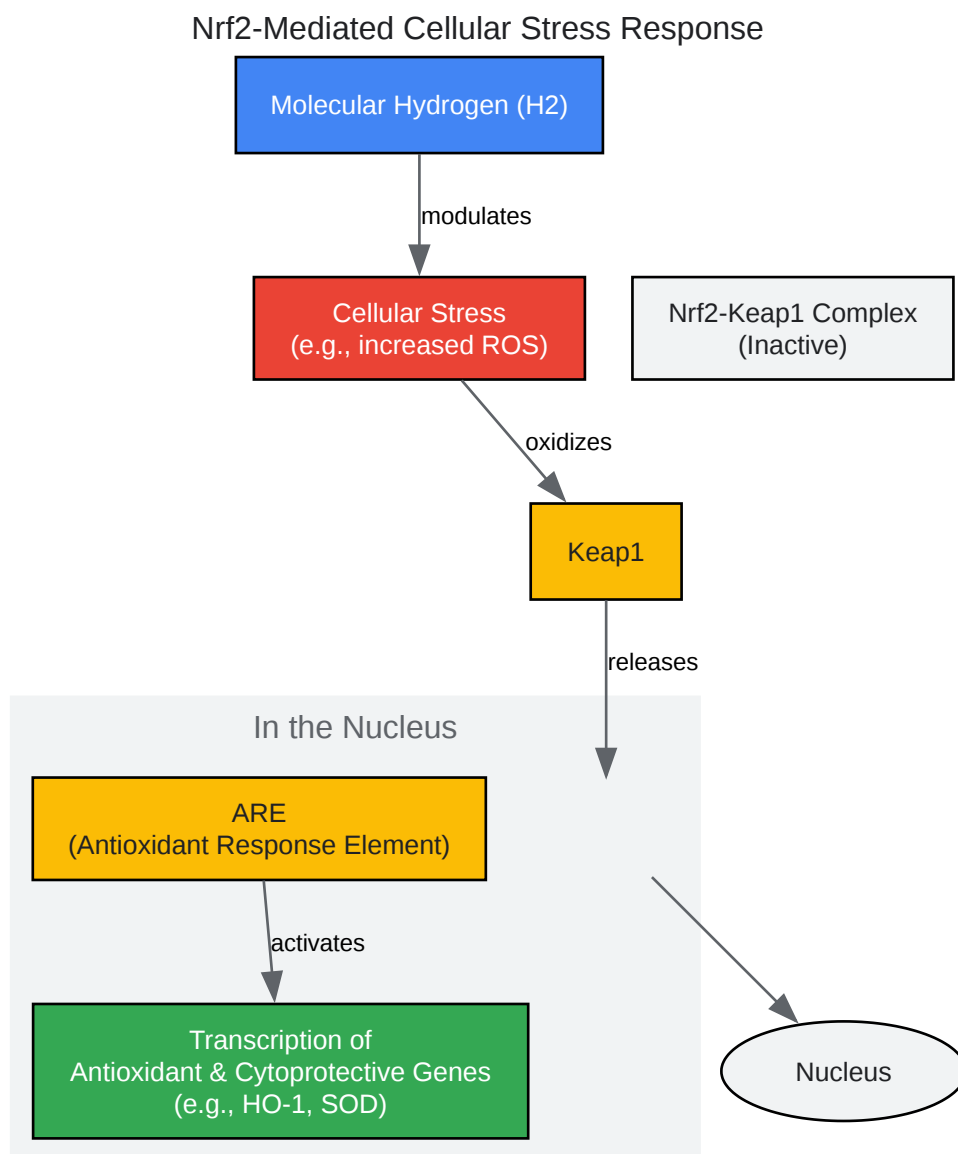 Nrf2-Mediated Cellular Stress Response
Molecular Hydrogen (H2)
modulates
Cellular Stress
(e.g., increased ROS)
Nrf2-Keap1 Complex
(Inactive)
oxidizes
Keap1
releases
In the Nucleus
ARE
(Antioxidant Response Element)
activates
Transcription of
Antioxidant & Cytoprotective Genes
(e.g., HO-1, SOD)
Nucleus